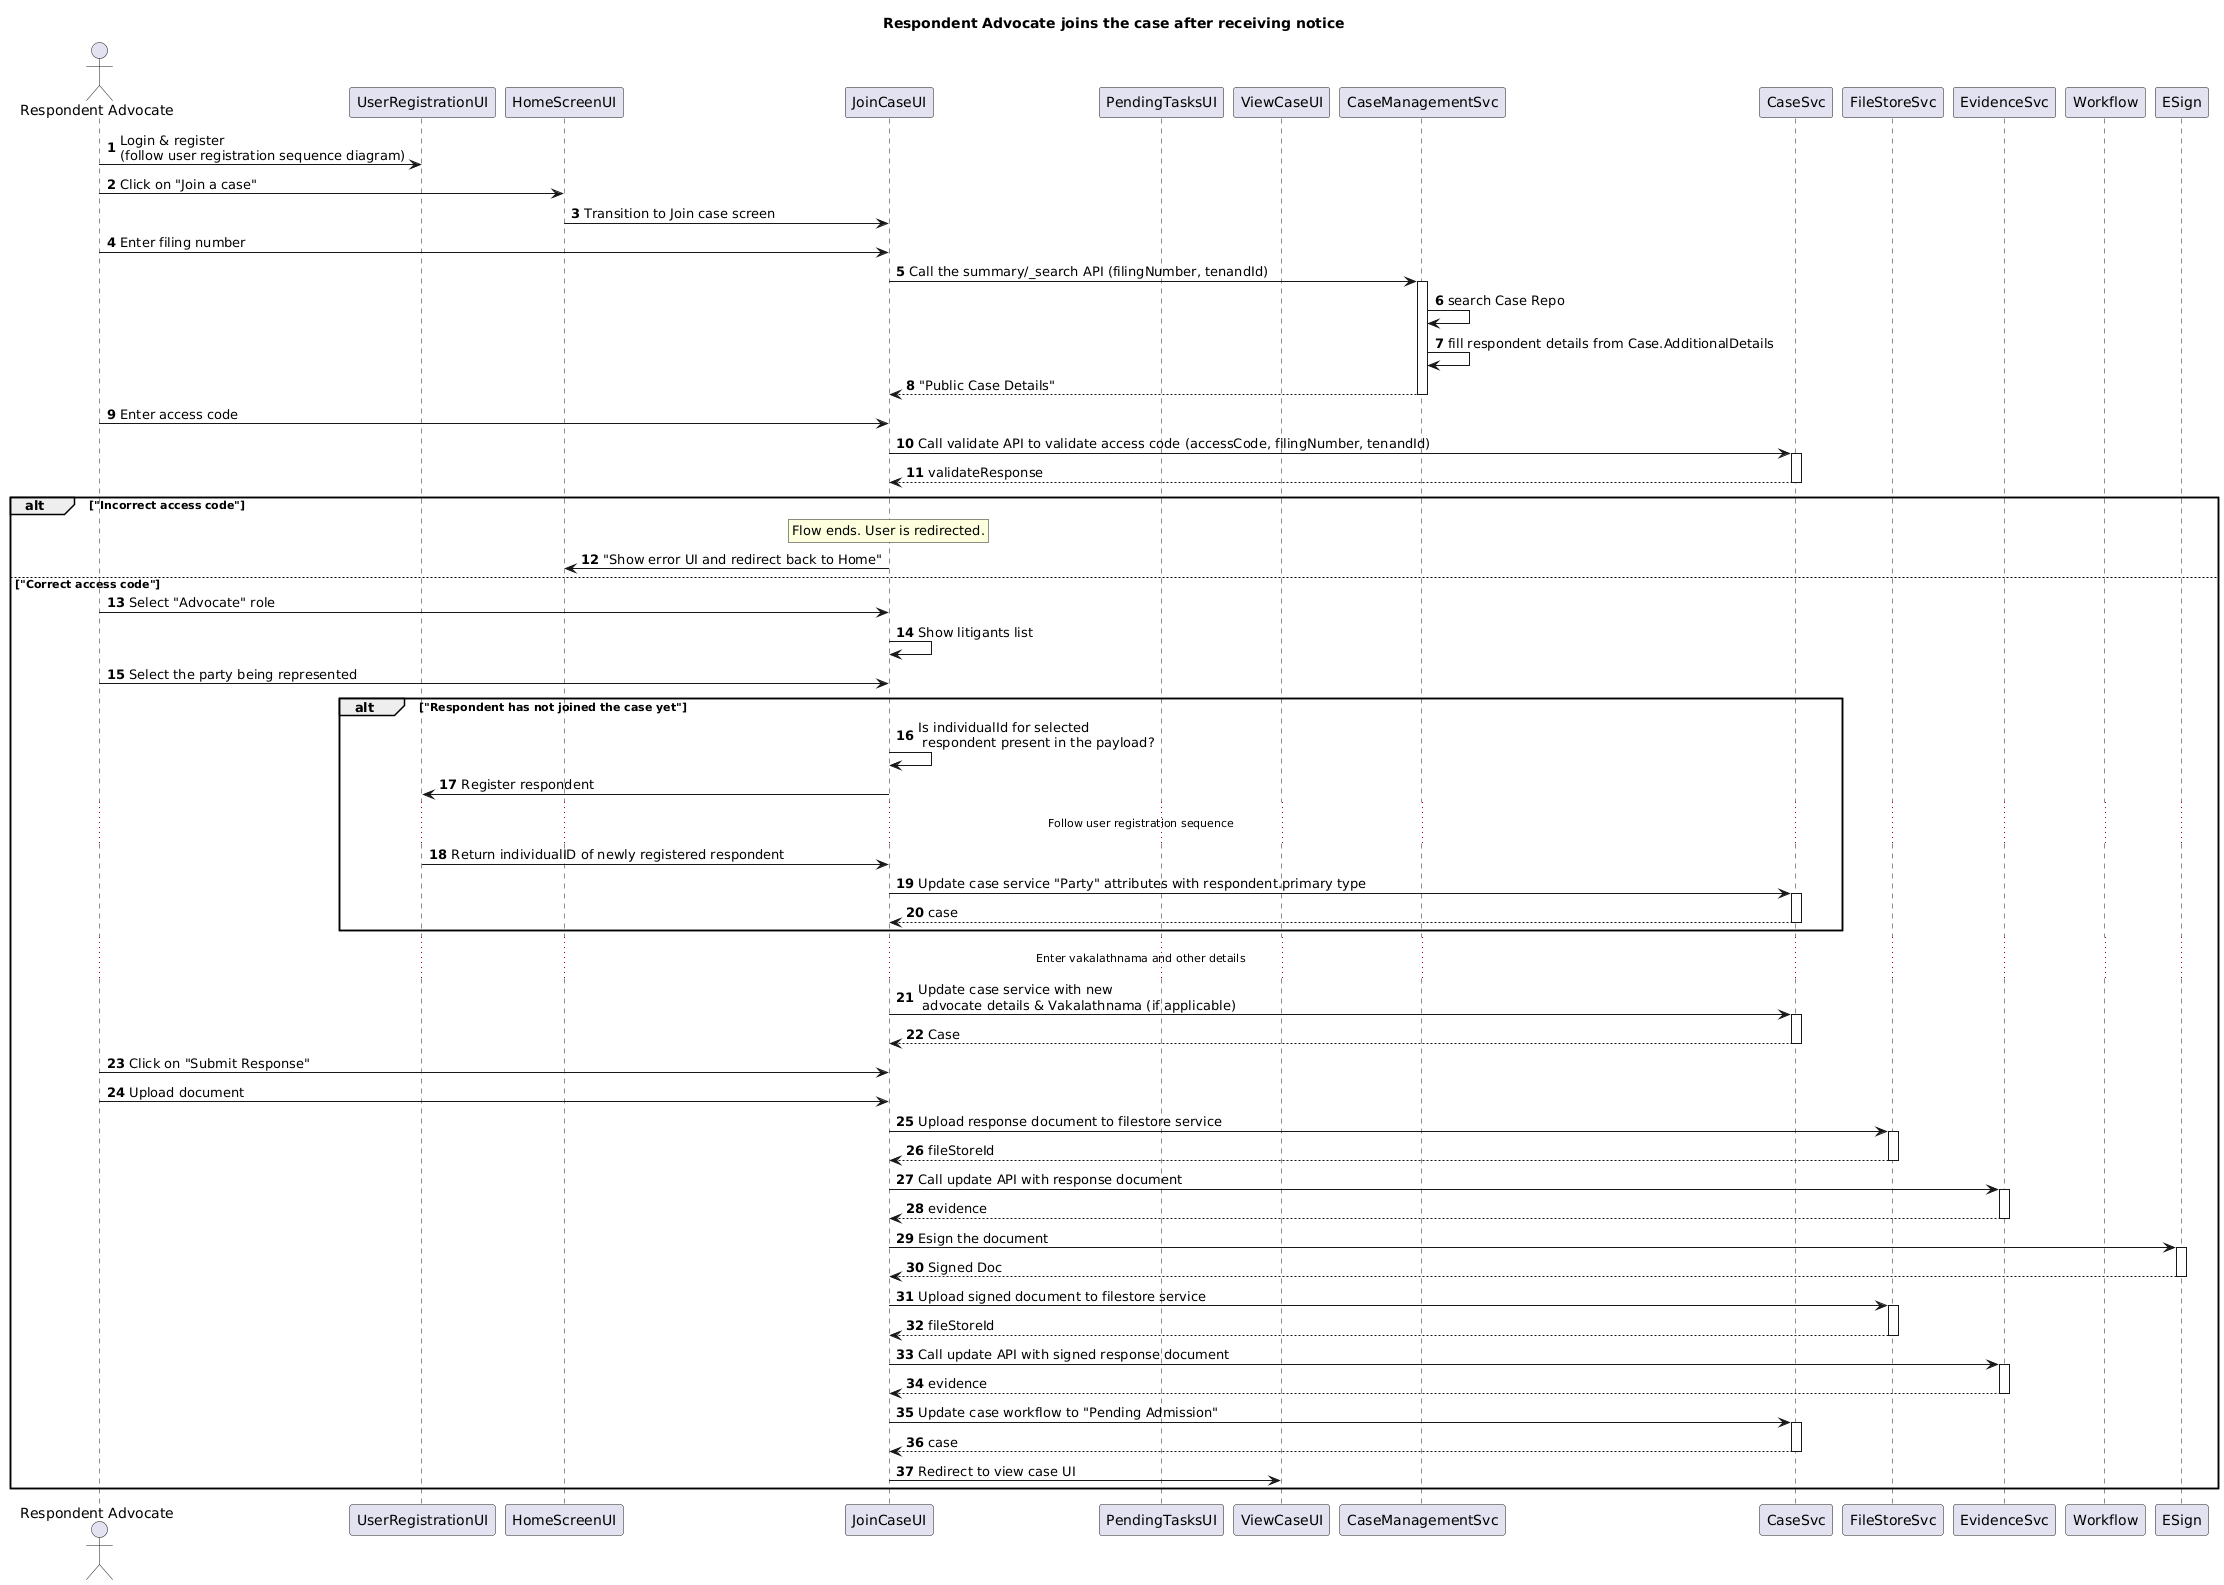 Respondent Advocate joins the case after receiving notice
Respondent Advocate
UserRegistrationUI
HomeScreenUI
JoinCaseUI
PendingTasksUI
ViewCaseUI
CaseManagementSvc
CaseSvc
FileStoreSvc
EvidenceSvc
Workflow
ESign
1 Login & register
(follow user registration sequence diagram)
2 Click on "Join a case"
3 Transition to Join case screen
4 Enter filing number
5 Call the summary/_search API (filingNumber, tenandId)
6 search Case Repo
7 fill respondent details from Case.AdditionalDetails
8 "Public Case Details"
9 Enter access code
10 Call validate API to validate access code (accessCode, filingNumber, tenandId)
11 validateResponse
alt ["Incorrect access code"]
Flow ends. User is redirected.
12 "Show error UI and redirect back to Home"
["Correct access code"]
13 Select "Advocate" role
14 Show litigants list
15 Select the party being represented
alt ["Respondent has not joined the case yet"]
16 Is individualId for selected
respondent present in the payload?
17 Register respondent
Follow user registration sequence
18 Return individualID of newly registered respondent
19 Update case service "Party" attributes with respondent.primary type
20 case
Enter vakalathnama and other details
21 Update case service with new
advocate details & Vakalathnama (if applicable)
22 Case
23 Click on "Submit Response"
24 Upload document
25 Upload response document to filestore service
26 fileStoreId
27 Call update API with response document
28 evidence
29 Esign the document
30 Signed Doc
31 Upload signed document to filestore service
32 fileStoreId
33 Call update API with signed response document
34 evidence
35 Update case workflow to "Pending Admission"
36 case
37 Redirect to view case UI
Respondent Advocate
UserRegistrationUI
HomeScreenUI
JoinCaseUI
PendingTasksUI
ViewCaseUI
CaseManagementSvc
CaseSvc
FileStoreSvc
EvidenceSvc
Workflow
ESign